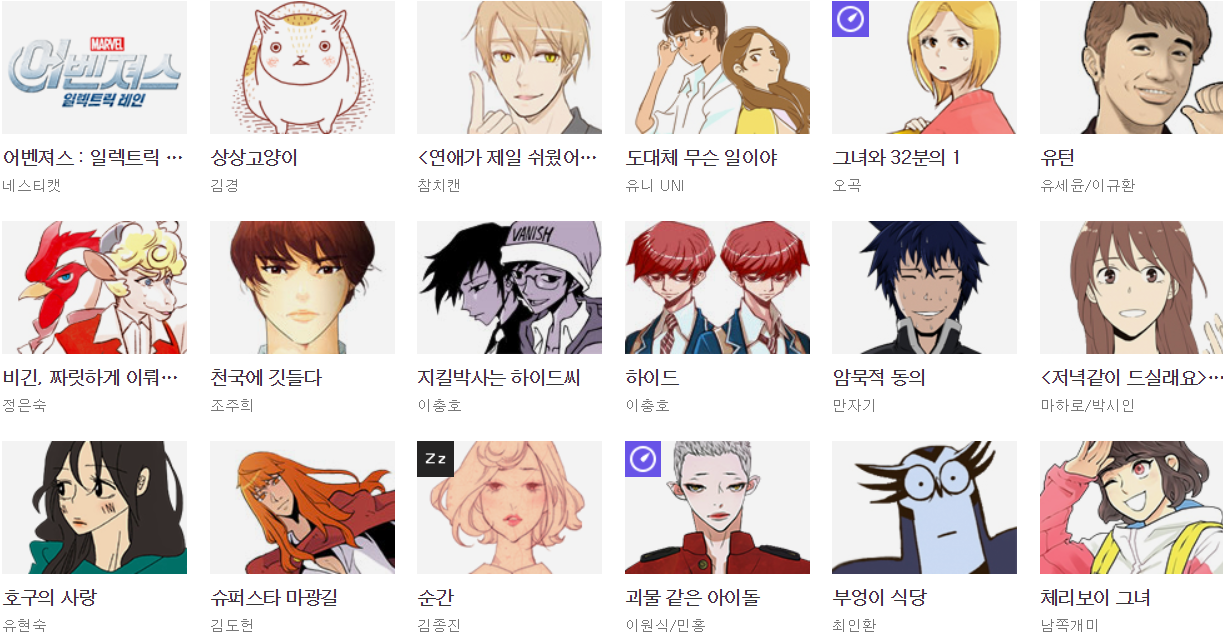 MARVEL
어벤져스
일렉트릭 레인
어벤져스 : 일렉트릭 …
네스티캣
상상고양이
김경
<연애가 제일 쉬웠어…
참치캔
도대체 무슨 일이야
유니 UNI
그녀와 32분의 1
오곡
유턴
유세윤/이규환
VANISH
비긴, 짜릿하게 이뤄…
정은숙
천국에 깃들다
조주희
지킬박사는 하이드씨
이충호
하이드
이충호
암묵적 동의
만자기
<저녁같이 드실래요>…
마하로/박시인
Zz
호구의 사랑
유현숙
슈퍼스타 마광길
김도헌
순간
김종진
괴물 같은 아이돌
이원식/민홍
부엉이 식당
최인환
체리보이 그녀
남쪽개미